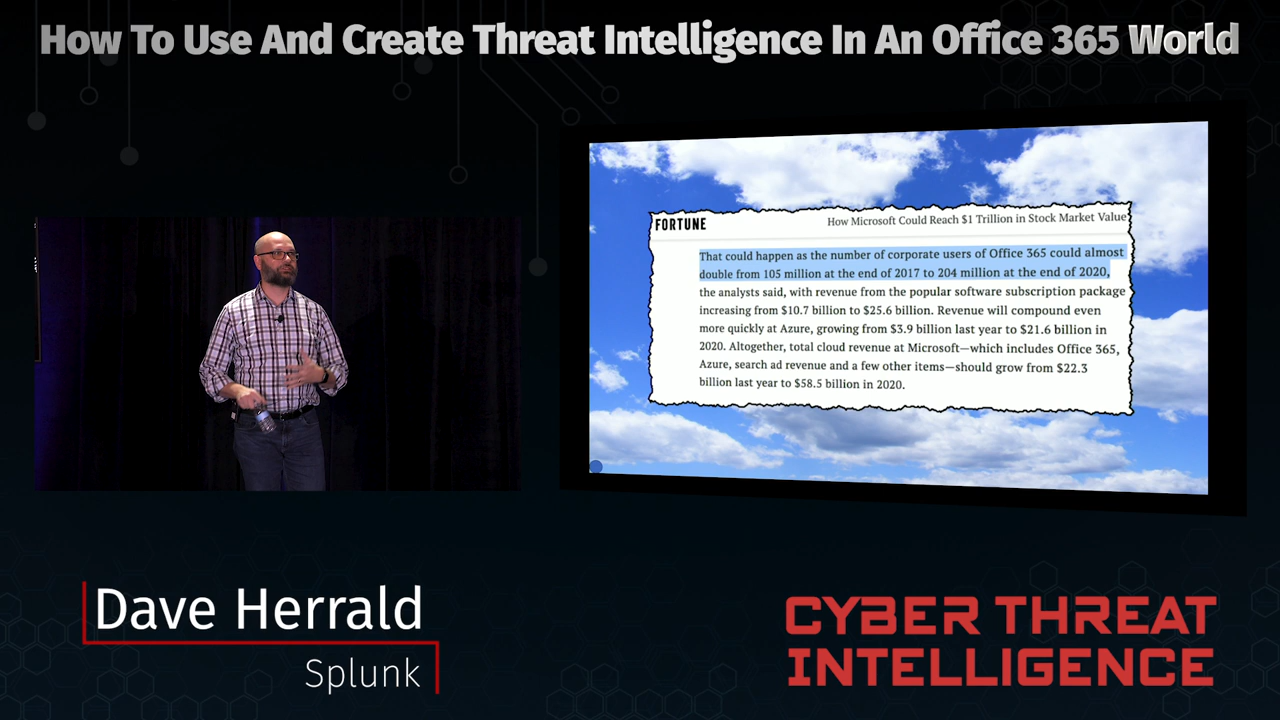 How To Use And Create Threat Intelligence In An Office 365 World
FORTUNE
How Microsoft Could Reach $1 Trillion in Stock Market Value
That could happen as the number of corporate users of Office 365 could almost
double from 105 million at the end of 2017 to 204 million at the end of 2020,
the analysts said, with revenue from the popular software subscription package
increasing from $10.7 billion to $25.6 billion. Revenue will compound even
more quickly at Azure, growing from $3.9 billion last year to $21.6 billion in
2020. Altogether, total cloud revenue at Microsoft—which includes Office 365,
Azure, search ad revenue and a few other items—should grow from $22.3
billion last year to $58.5 billion in 2020.
Dave Herrald
Splunk
CYBER THREAT
INTELLIGENCE